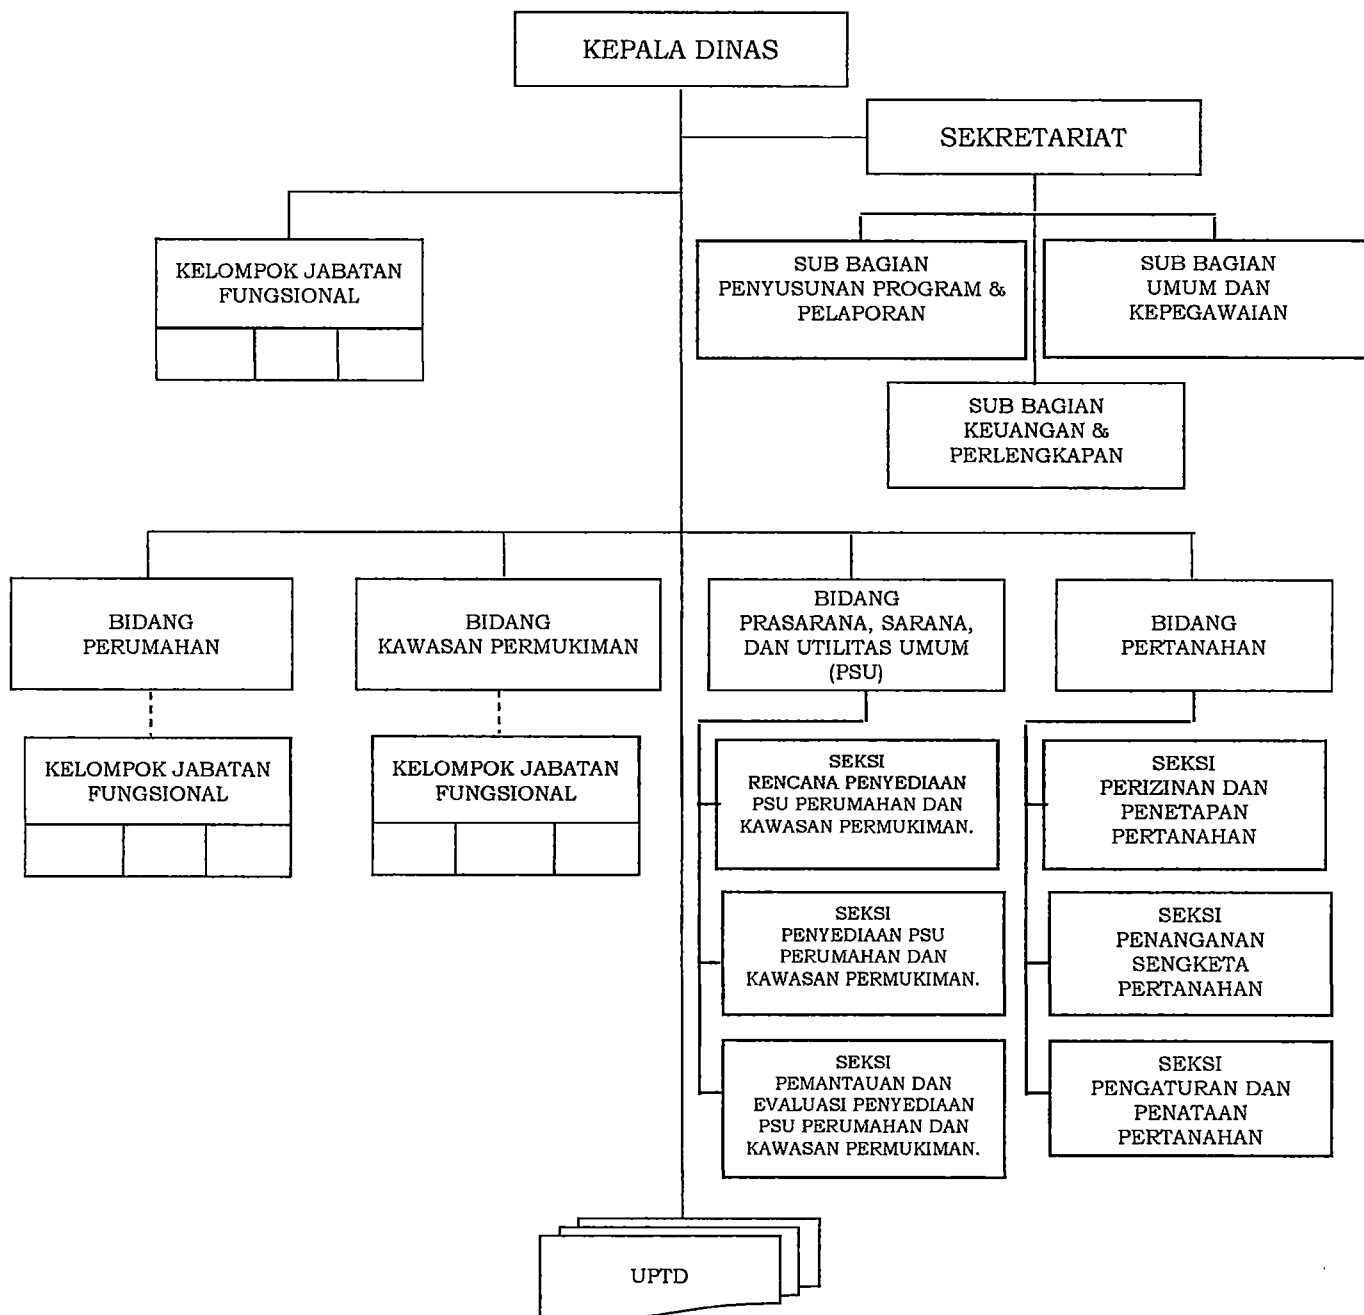 KEPALA DINAS
SEKRETARIAT
KELOMPOK JABATAN
FUNGSIONAL
SUB BAGIAN
PENYUSUNAN PROGRAM &
PELAPORAN
SUB BAGIAN
UMUM DAN
KEPEGAWAIAN
SUB BAGIAN
KEUANGAN &
PERLENGKAPAN
BIDANG
PERUMAHAN
BIDANG
KAWASAN PERMUKIMAN
BIDANG
PRASARANA, SARANA,
DAN UTILITAS UMUM
(PSU)
BIDANG
PERTANAHAN
KELOMPOK JABATAN
FUNGSIONAL
KELOMPOK JABATAN
FUNGSIONAL
SEKSI
RENCANA PENYEDIAAN
PSU PERUMAHAN DAN
KAWASAN PERMUKIMAN.
SEKSI
PERIZINAN DAN
PENETAPAN
PERTANAHAN
SEKSI
PENYEDIAAN PSU
PERUMAHAN DAN
KAWASAN PERMUKIMAN.
SEKSI
PENANGANAN
SENGKETA
PERTANAHAN
SEKSI
PEMANTAUAN DAN
EVALUASI PENYEDIAAN
PSU PERUMAHAN DAN
KAWASAN PERMUKIMAN.
SEKSI
PENGATURAN DAN
PENATAAN
PERTANAHAN
UPTD